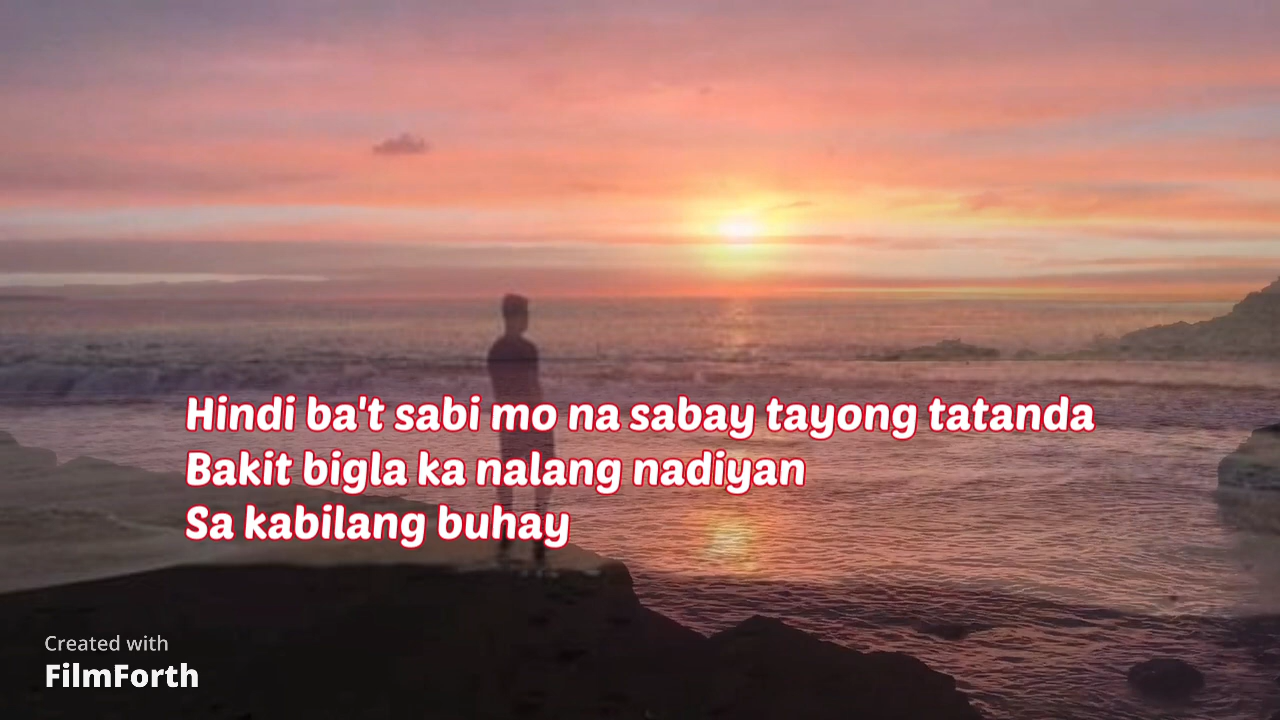 Hindi ba't sabi mo na sabay tayong tatanda
Bakit bigla ka nalang nadiyan
Sa kabilang buhay
Created with
FilmForth